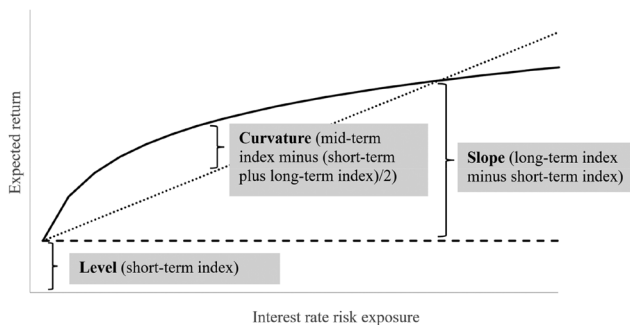 Expected return
Curvature (mid-term
index minus (short-term
plus long-term index)/2)
Slope (long-term index
minus short-term index)
Level (short-term index)
Interest rate risk exposure